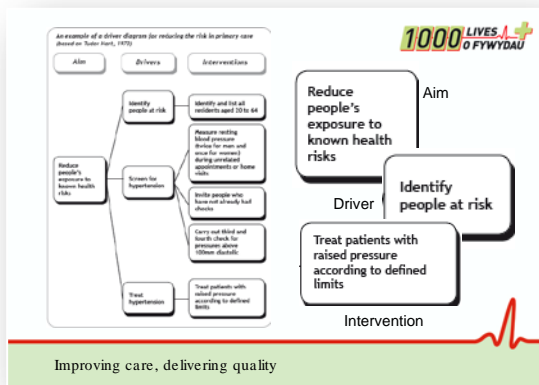 An example of a driver diagram for reducing the risk in primary care
(based on Tudor Hart, 1972)
Aim
Drivers
Interventions
Reduce
people's
exposure to
known health
risks
Identify
people at risk
Screen for
hypertension
Treat
hypertension
Identify and list all
residents aged 20 to 64
Measure resting
blood pressure
(twice for men and
once for women)
during unrelated
appointments or home
visits
Invite people who
have not already had
checks
Carry out third and
fourth check for
pressures above
100mm diastolic
Treat patients with
raised pressure
according to defined
limits
1000 LIVES +
O FYWYDAU
Reduce
people's
exposure to
known health
risks
Aim
Driver
Identify
people at risk
Treat patients with
raised pressure
according to defined
limits
Intervention
Improving care, delivering quality